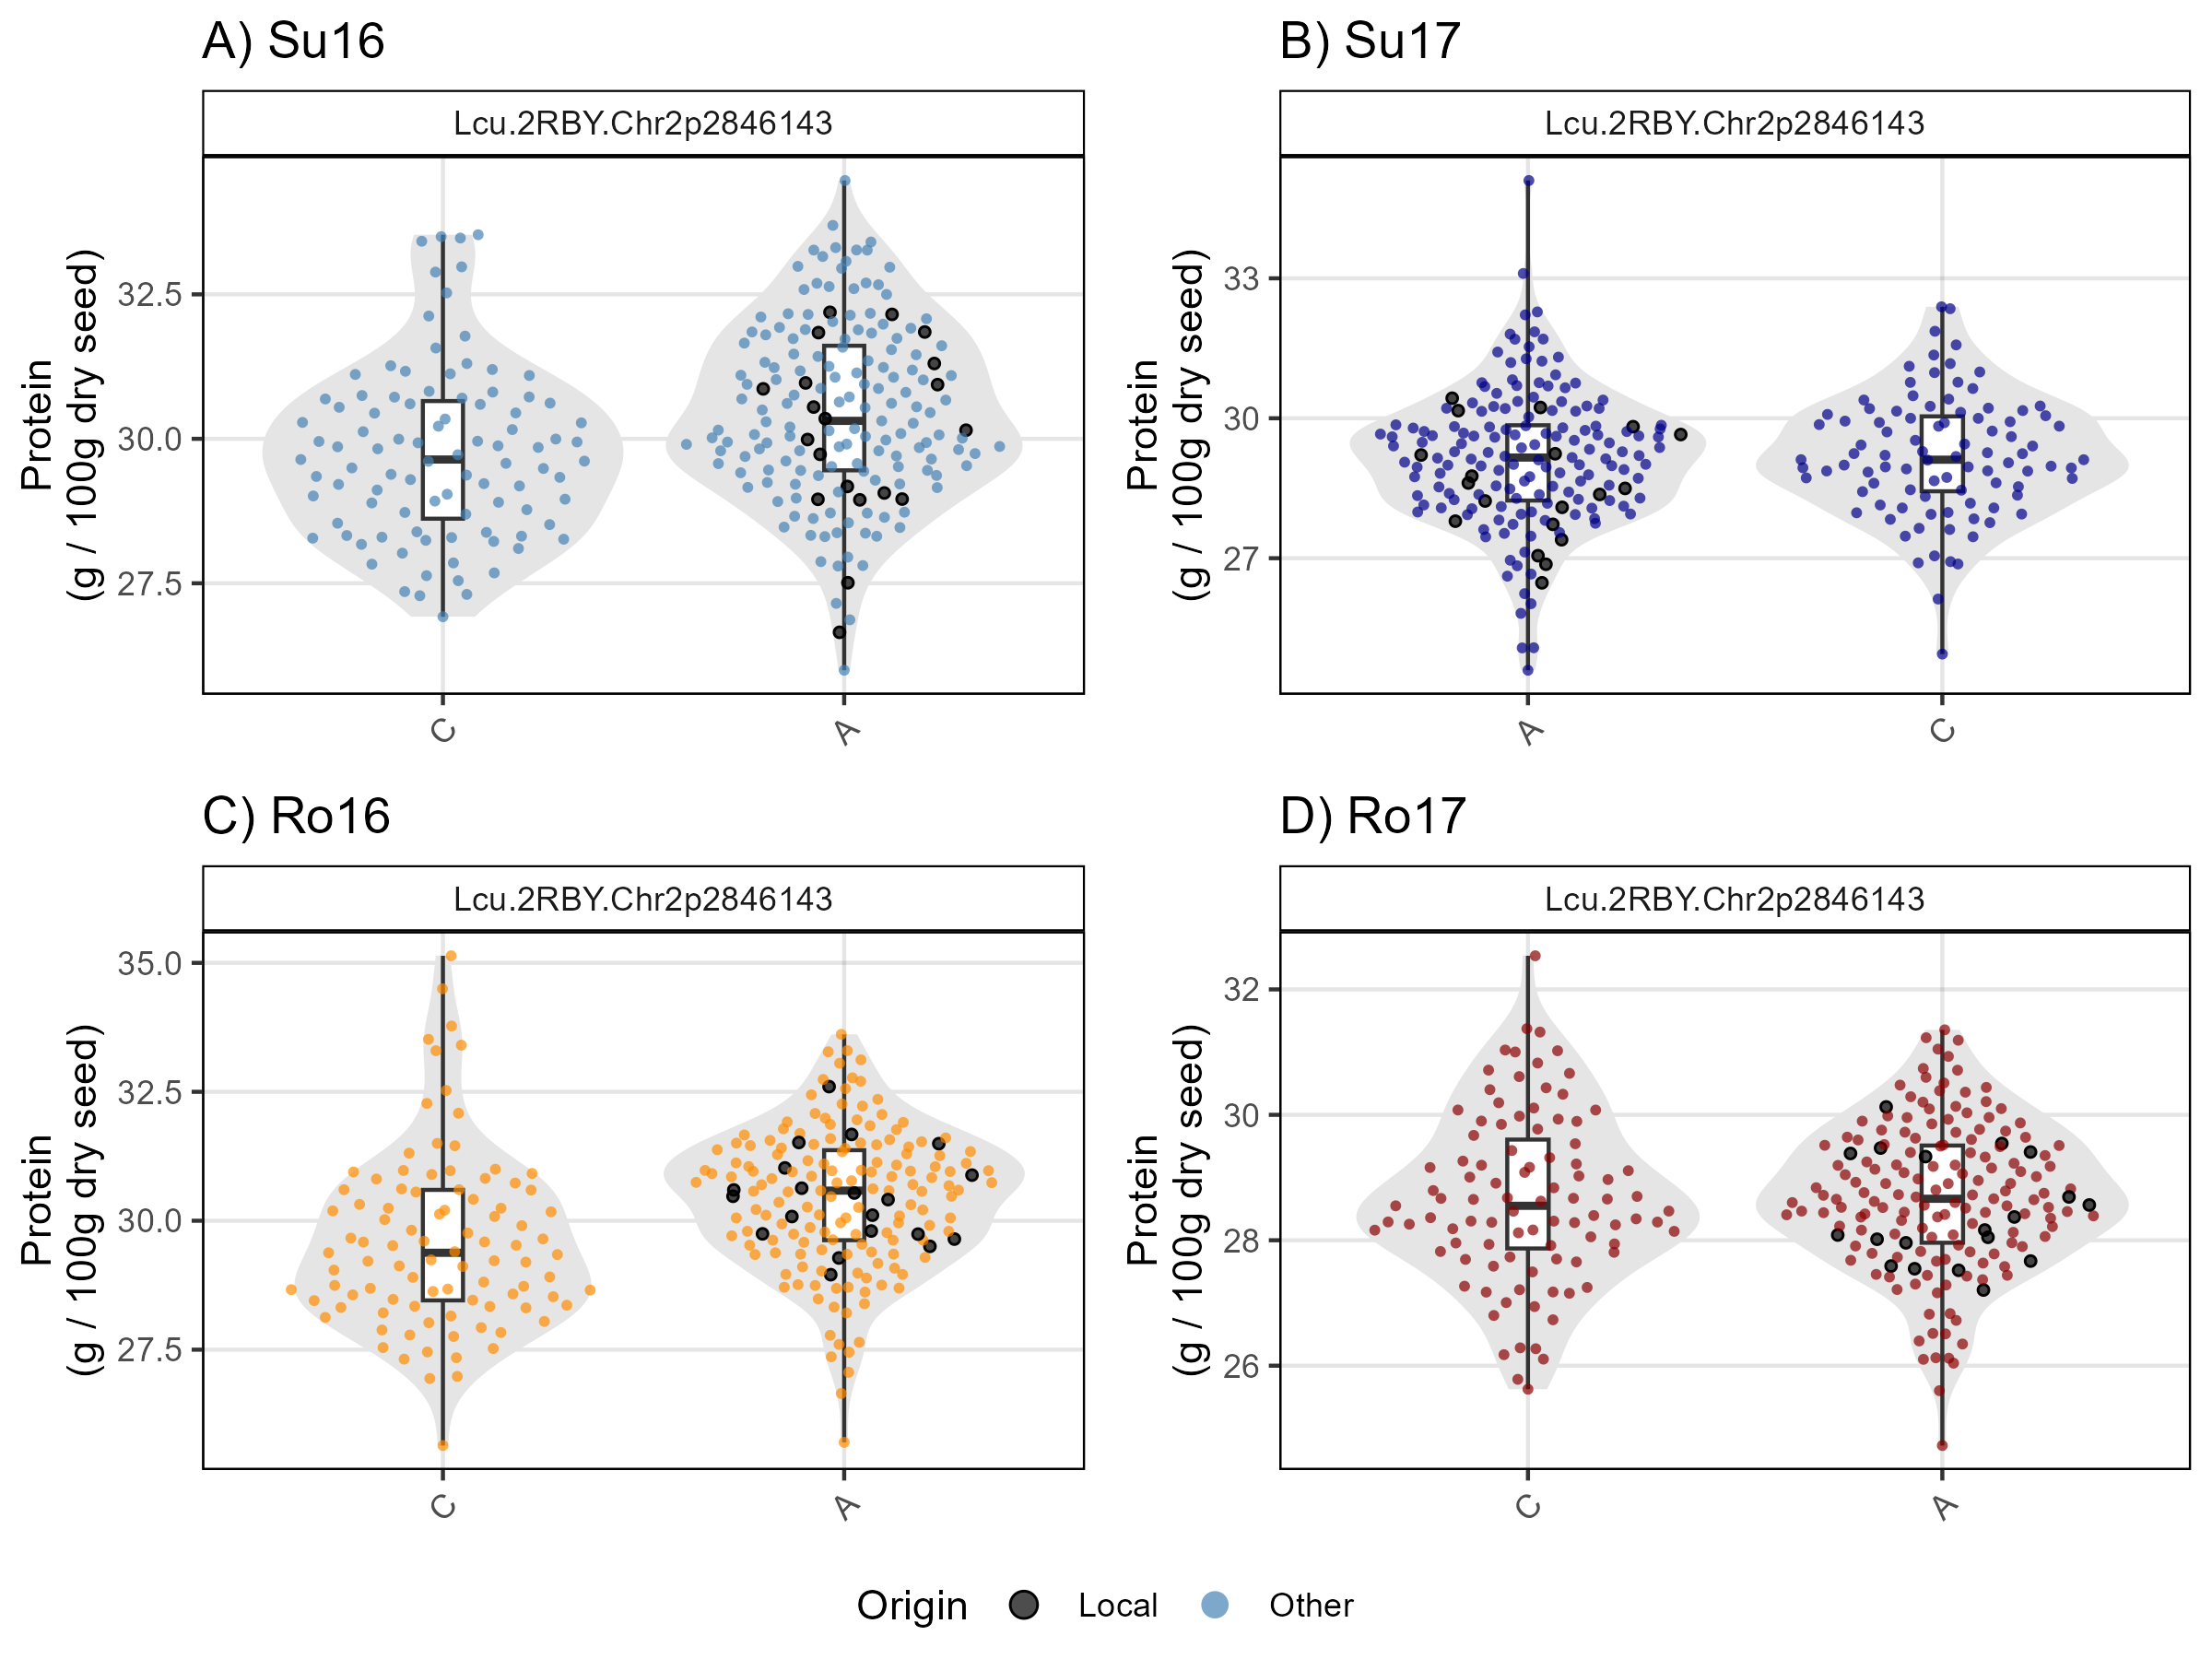 A) Su16
Lcu.2RBY.Chr2p2846143
Protein
(g / 100g dry seed)
32.5
30.0
27.5
C
A
B) Su17
Lcu.2RBY.Chr2p2846143
Protein
(g / 100g dry seed)
33
30
27
A
C
C) Ro16
Lcu.2RBY.Chr2p2846143
Protein
(g / 100g dry seed)
35.0
32.5
30.0
27.5
C
A
D) Ro17
Lcu.2RBY.Chr2p2846143
Protein
(g / 100g dry seed)
32
30
28
26
C
A
Origin Local Other